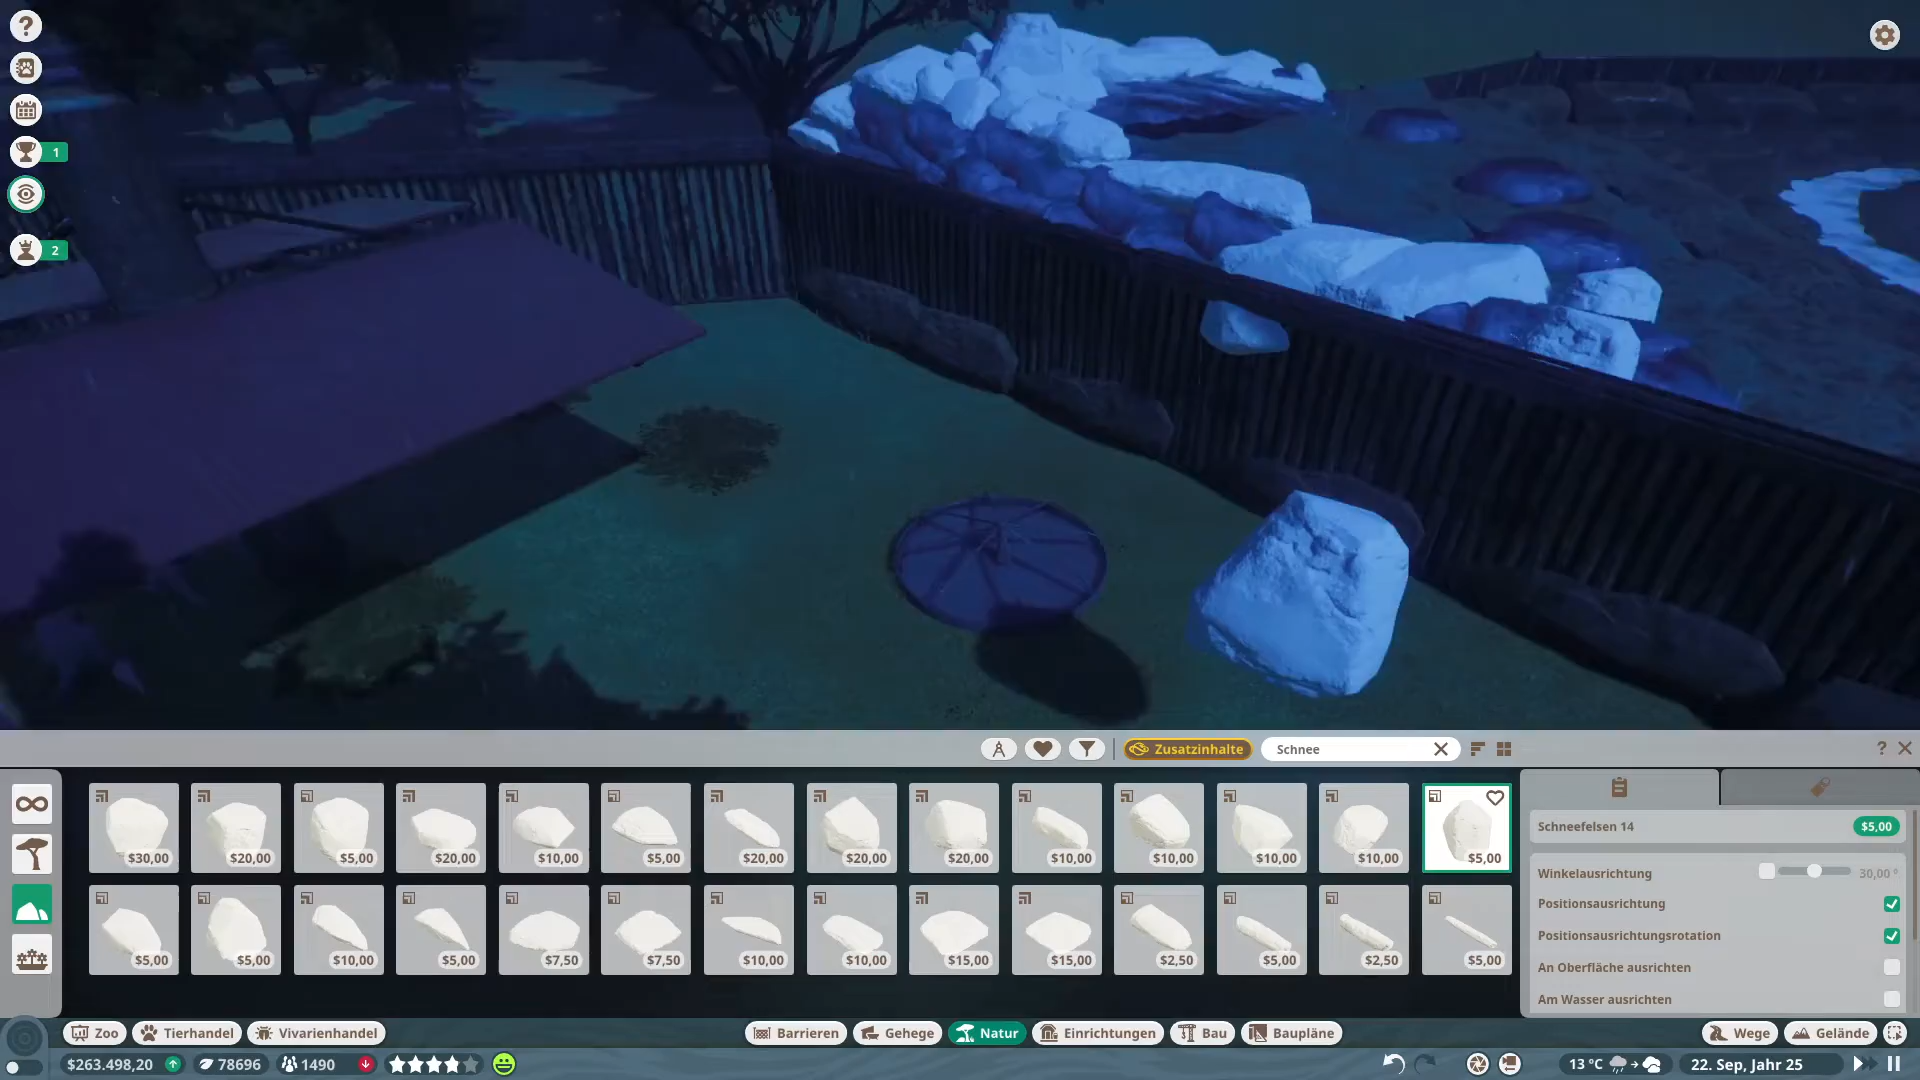 ?
1
2
Zusatzinhalte
Schnee
?
$30,00
$20,00
$5,00
$20,00
$10,00
$5,00
$20,00
$20,00
$20,00
$10,00
$10,00
$10,00
$10,00
$5,00
$5,00
$5,00
$10,00
$5,00
$7,50
$7,50
$10,00
$10,00
$15,00
$15,00
$2,50
$5,00
$2,50
$5,00
Schneefelsen 14
$5,00
Winkelausrichtung
30,00 °
Positionsausrichtung
Positionsausrichtungsrotation
An Oberfläche ausrichten
Am Wasser ausrichten
Zoo
Tierhandel
Vivarienhandel
Barrieren
Gehege
Natur
Einrichtungen
Bau
Baupläne
Wege
Gelände
$263.498,20
78696
1490
13 °C
22. Sep, Jahr 25